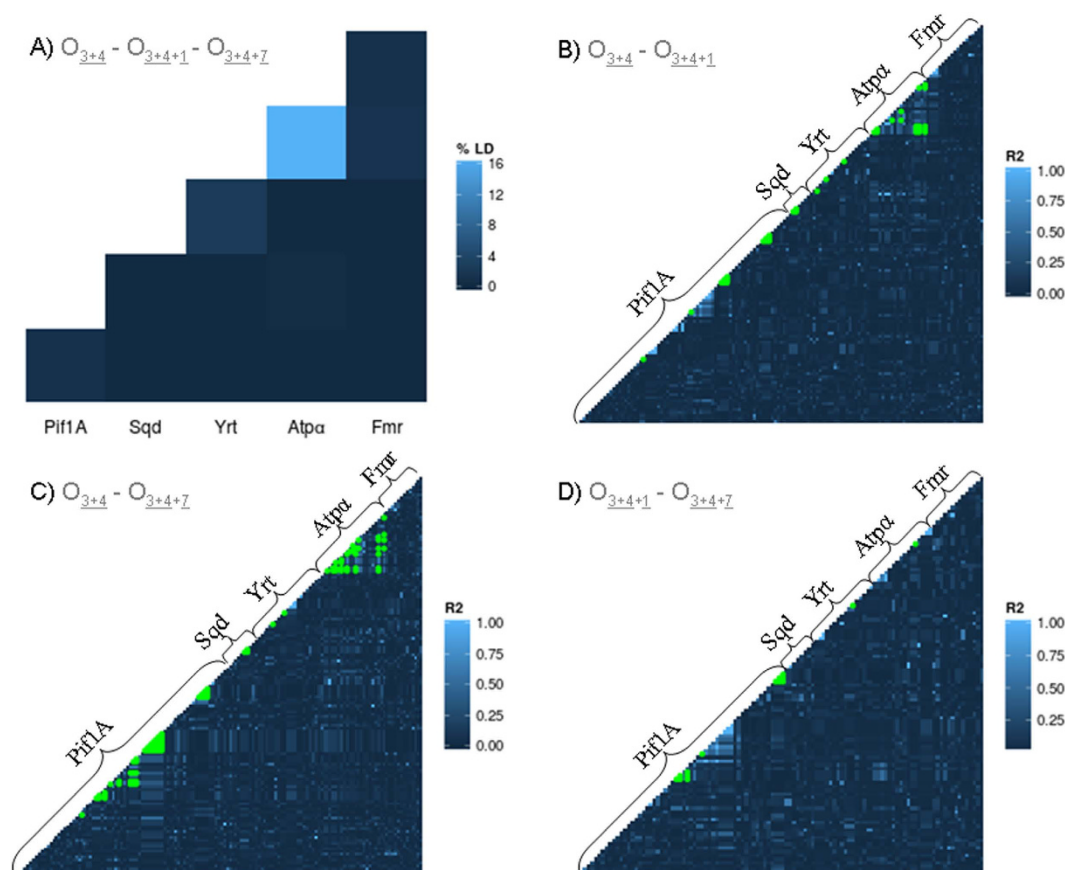 A) O3+4 - O3+4+1 - O3+4+7
% LD
16
12
8
4
0
Pif1A Sqd Yrt Atpα Fmr
B) O3+4 - O3+4+1
Fmr
Atpα
Yrt
Sqd
Pif1A
R2
1.00
0.75
0.50
0.25
0.00
C) O3+4 - O3+4+7
Fmr
Atpα
Yrt
Sqd
Pif1A
R2
1.00
0.75
0.50
0.25
0.00
D) O3+4+1 - O3+4+7
Fmr
Atpα
Yrt
Sqd
Pif1A
R2
1.00
0.75
0.50
0.25